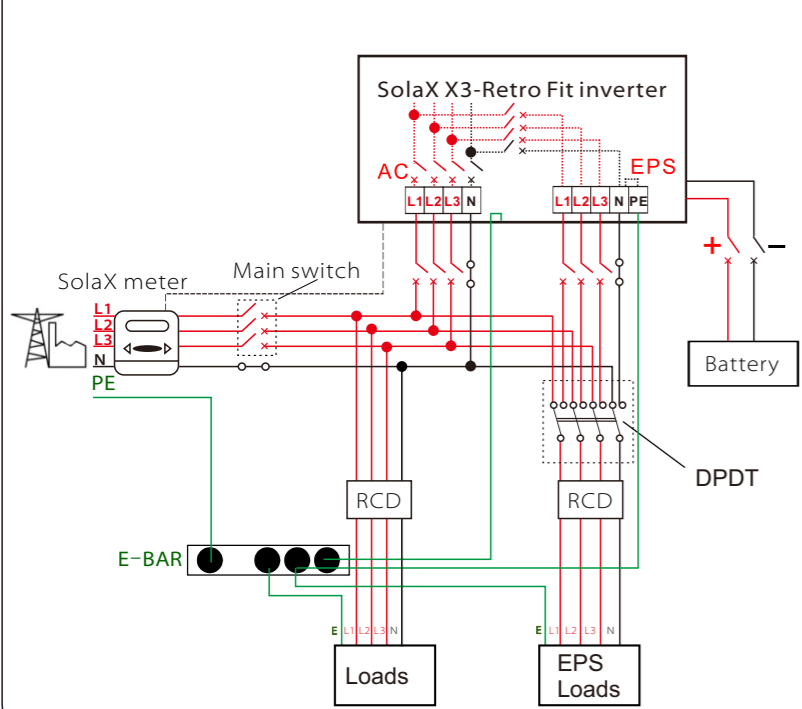 SolaX X3-Retro Fit inverter
AC
EPS
L1 L2 L3 N
L1 L2 L3 N PE
+
−
SolaX meter
Main switch
L1
L2
L3
N
PE
Battery
DPDT
RCD
RCD
E-BAR
E L1 L2 L3 N
E L1 L2 L3 N
Loads
EPS
Loads